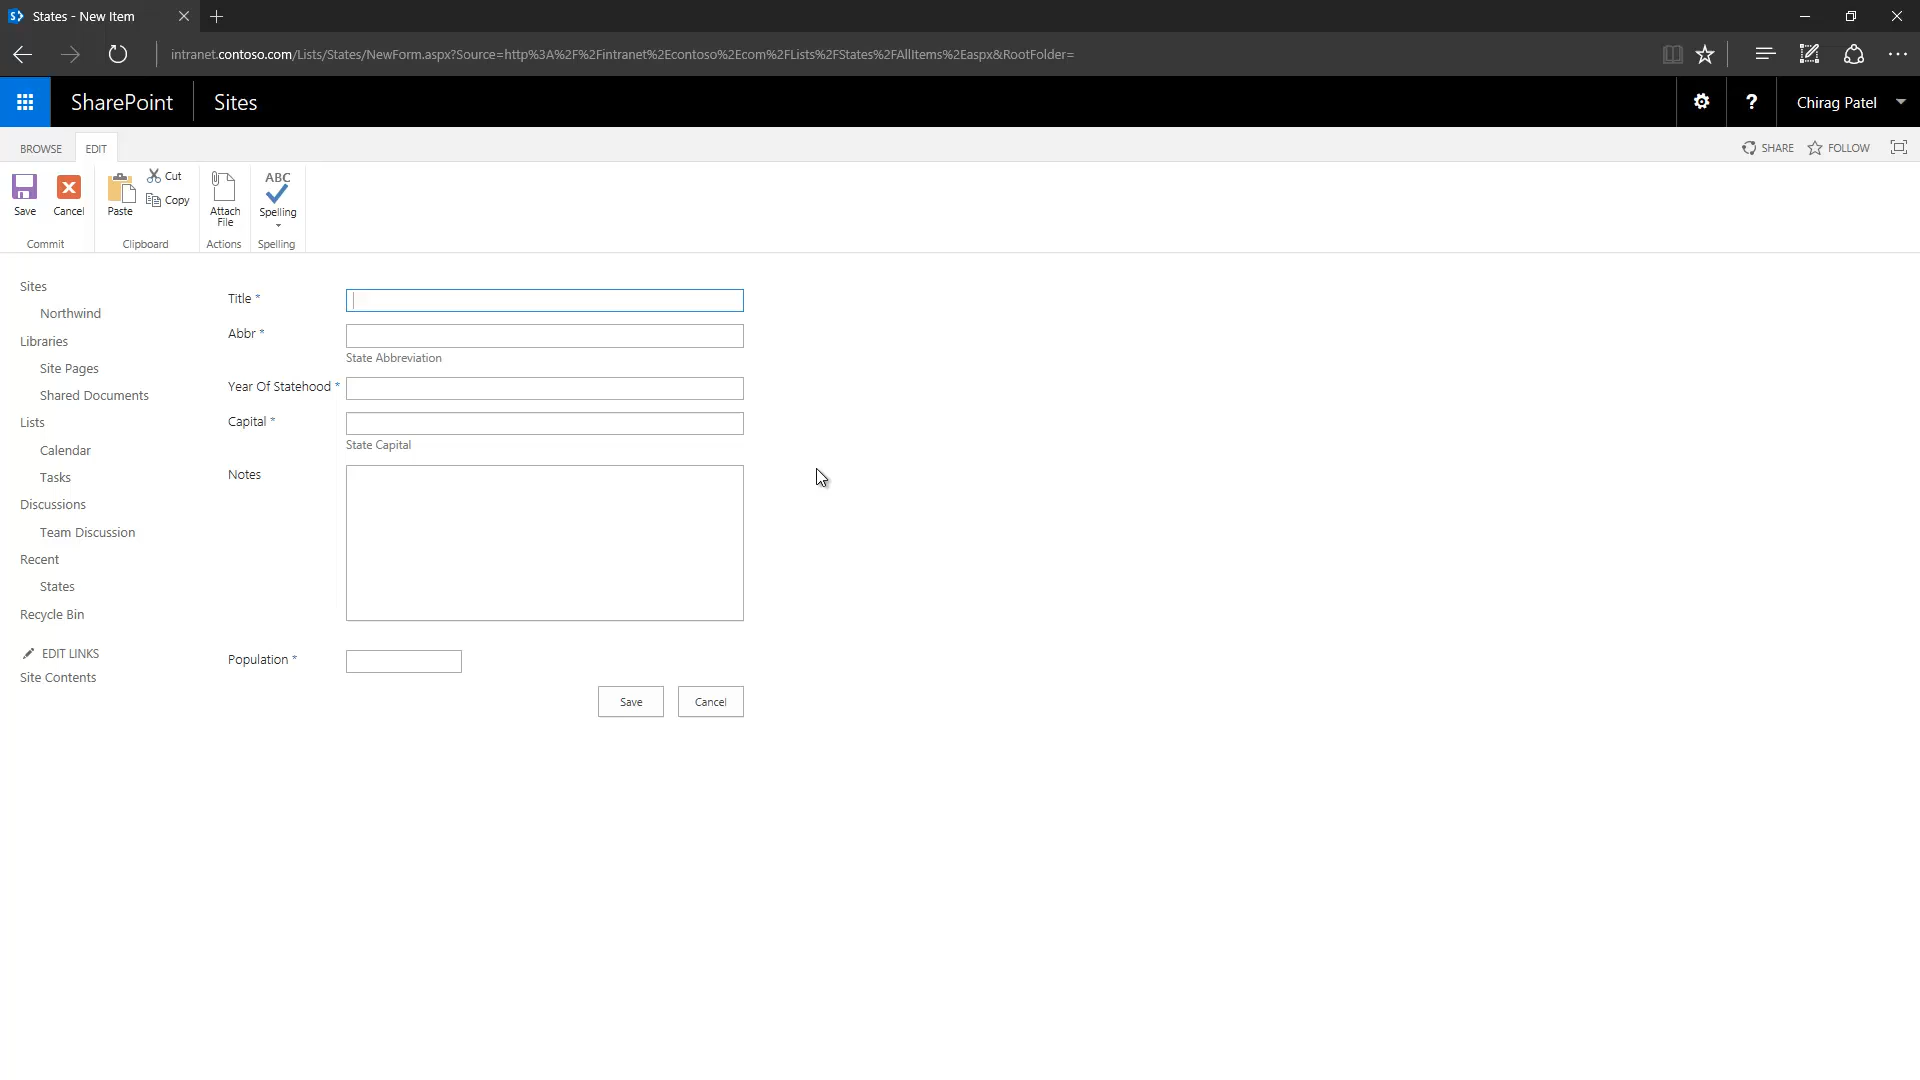 States - New Item
intranet.contoso.com/Lists/States/NewForm.aspx?Source=http%3A%2F%2Fintranet%2Econtoso%2Ecom%2FLists%2FStates%2FAllItems%2Easpx&RootFolder=
SharePoint
Sites
?
Chirag Patel
BROWSE
EDIT
SHARE
FOLLOW
Save
Cancel
Paste
Cut
Copy
Attach
File
ABC
Spelling
Commit
Clipboard
Actions
Spelling
Sites
Northwind
Libraries
Site Pages
Shared Documents
Lists
Calendar
Tasks
Discussions
Team Discussion
Recent
States
Recycle Bin
EDIT LINKS
Site Contents
Title *
Abbr *
State Abbreviation
Year Of Statehood *
Capital *
State Capital
Notes
Population *
Save
Cancel